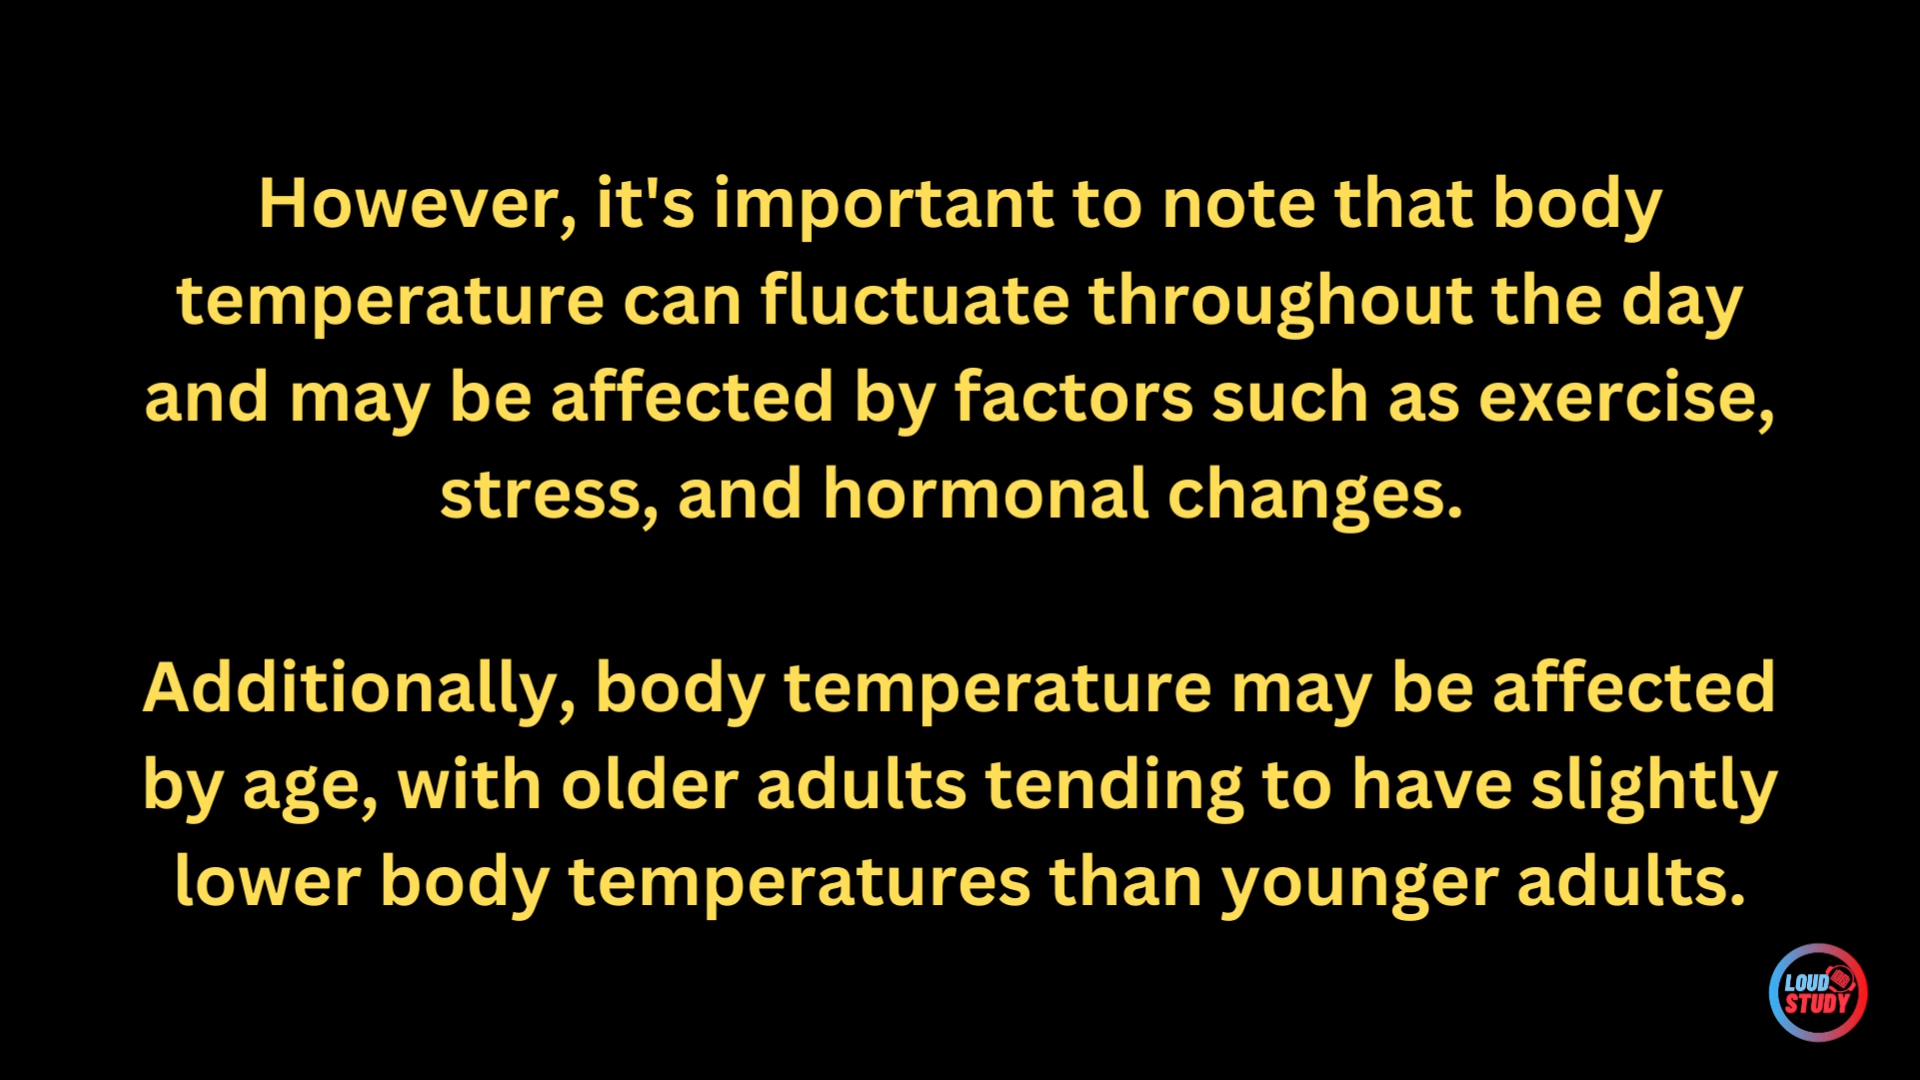 However, it's important to note that body
temperature can fluctuate throughout the day
and may be affected by factors such as exercise,
stress, and hormonal changes.
Additionally, body temperature may be affected
by age, with older adults tending to have slightly
lower body temperatures than younger adults.
LOUD
STUDY